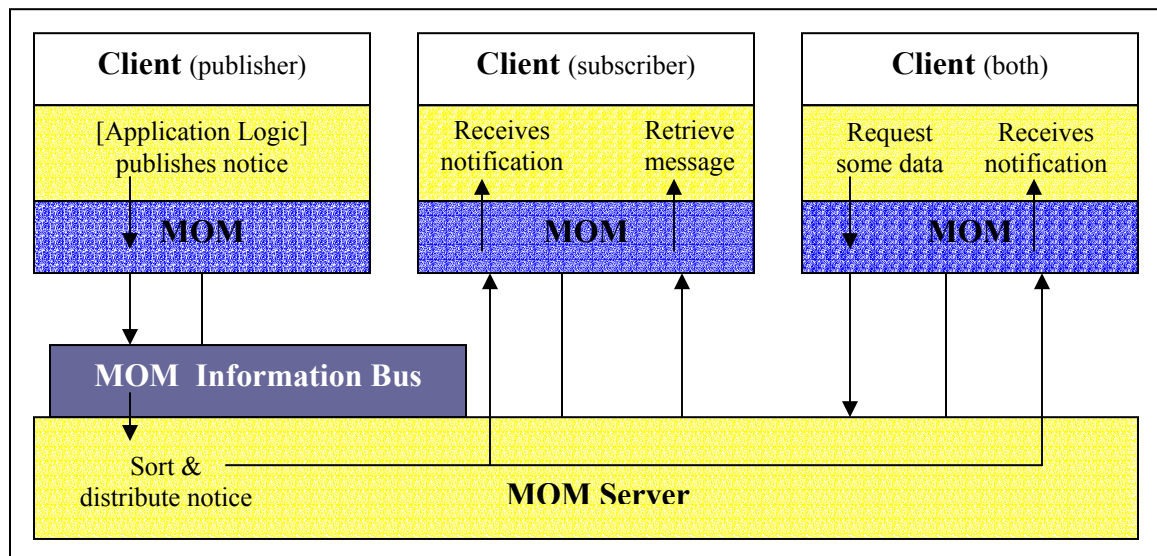 Client (publisher)
[Application Logic]
publishes notice
MOM
Client (subscriber)
Receives
notification
Retrieve
message
MOM
Client (both)
Request
some data
Receives
notification
MOM
MOM Information Bus
Sort &
distribute notice
MOM Server